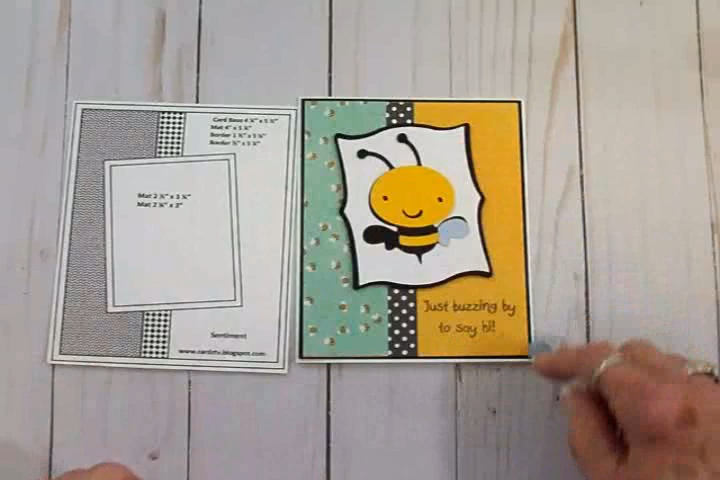 Card Base 4 ¼" x 5 ½"
Mat 4" x 5 ¼"
Border 1 ¾" x 5 ¼"
Border ½" x 5 ¼"
Mat 2 ½" x 3 ¼"
Mat 2 ¼" x 3"
Sentiment
www.cardztv.blogspot.com
Just buzzing by
to say hi!